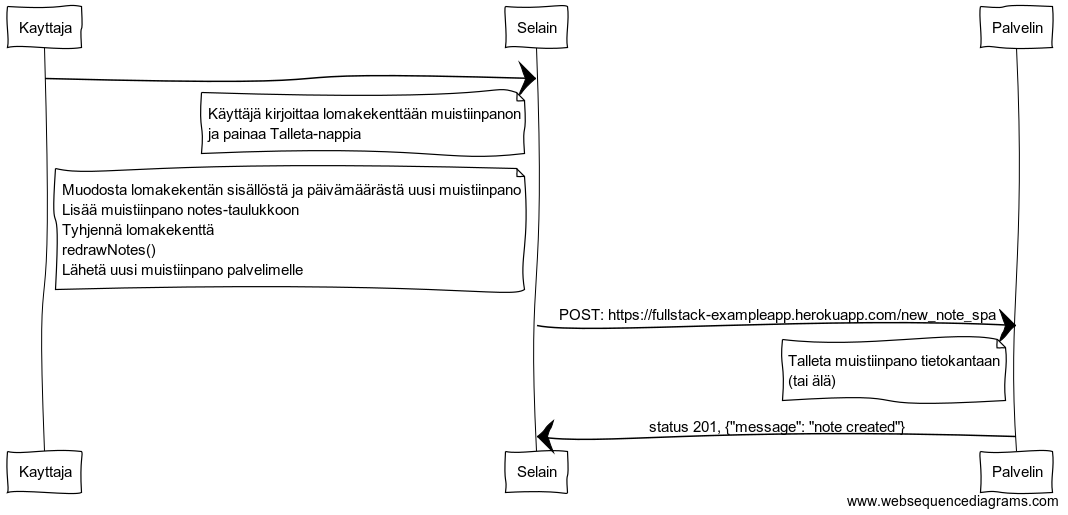 Kayttaja
Selain
Palvelin
Käyttäjä kirjoittaa lomakekenttään muistiinpanon
ja painaa Talleta-nappia
Muodosta lomakekentän sisällöstä ja päivämäärästä uusi muistiinpano
Lisää muistiinpano notes-taulukkoon
Tyhjennä lomakekenttä
redrawNotes()
Lähetä uusi muistiinpano palvelimelle
POST: https://fullstack-exampleapp.herokuapp.com/new_note_spa
Talleta muistiinpano tietokantaan
(tai älä)
status 201, {"message": "note created"}
Kayttaja
Selain
Palvelin
www.websequencediagrams.com